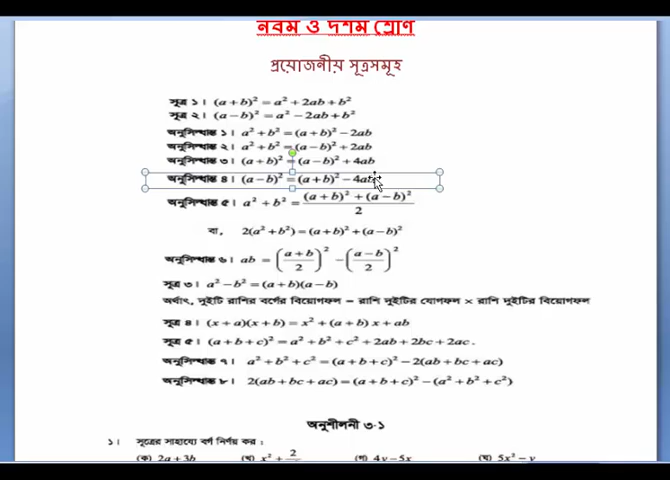 নবম ও দশম শ্রেণি
প্রয়োজনীয় সূত্রসমূহ
সূত্র ১। (a + b)² = a² + 2ab + b²
সূত্র ২। (a − b)² = a² − 2ab + b²
অনুসিদ্ধান্ত ১। a² + b² = (a + b)² − 2ab
অনুসিদ্ধান্ত ২। a² + b² = (a − b)² + 2ab
অনুসিদ্ধান্ত ৩। (a + b)² = (a − b)² + 4ab
অনুসিদ্ধান্ত ৪। (a − b)² = (a + b)² − 4ab
অনুসিদ্ধান্ত ৫। a² + b² = ((a + b)² + (a − b)²)/2
বা, 2(a² + b²) = (a + b)² + (a − b)²
অনুসিদ্ধান্ত ৬। ab = ((a + b)/2)² − ((a − b)/2)²
সূত্র ৩। a² − b² = (a + b)(a − b)
অর্থাৎ, দুইটি রাশির বর্গের বিয়োগফল = রাশি দুইটির যোগফল × রাশি দুইটির বিয়োগফল
সূত্র ৪। (x + a)(x + b) = x² + (a + b) x + ab
সূত্র ৫। (a + b + c)² = a² + b² + c² + 2ab + 2bc + 2ac.
অনুসিদ্ধান্ত ৭। a² + b² + c² = (a + b + c)² − 2(ab + bc + ac)
অনুসিদ্ধান্ত ৮। 2(ab + bc + ac) = (a + b + c)² − (a² + b² + c²)
অনুশীলনী ৩·১
১। সূত্রের সাহায্যে বর্গ নির্ণয় কর :
(ক) 2a + 3b (খ) x² + 2 (গ) 4y − 5x (ঘ) 5x² − y